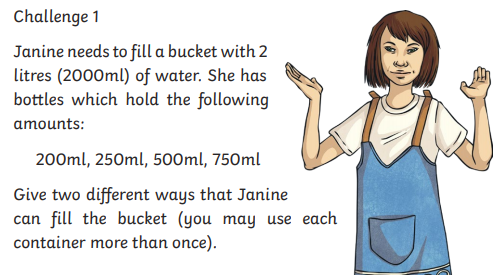 Challenge 1
Janine needs to fill a bucket with 2
litres (2000ml) of water. She has
bottles which hold the following
amounts:
200ml, 250ml, 500ml, 750ml
Give two different ways that Janine
can fill the bucket (you may use each
container more than once).